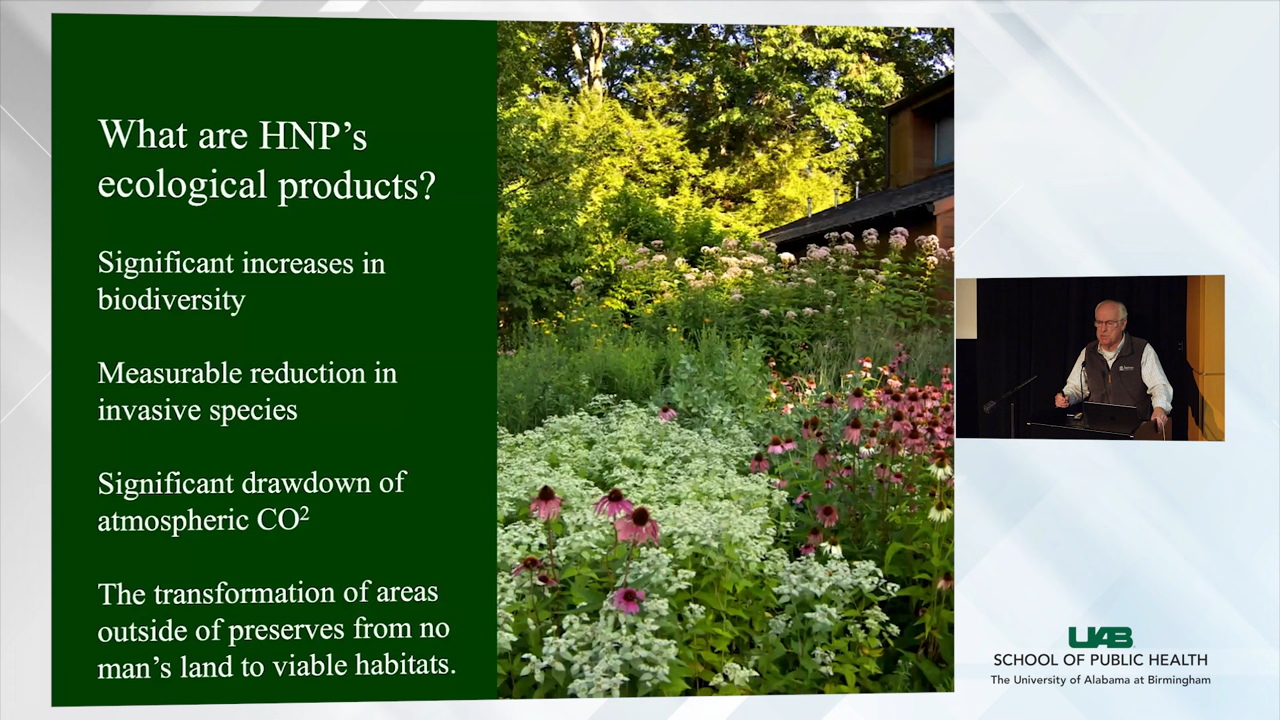 What are HNP's
ecological products?
Significant increases in
biodiversity
Measurable reduction in
invasive species
Significant drawdown of
atmospheric CO²
The transformation of areas
outside of preserves from no
man's land to viable habitats.
UAB
SCHOOL OF PUBLIC HEALTH
The University of Alabama at Birmingham